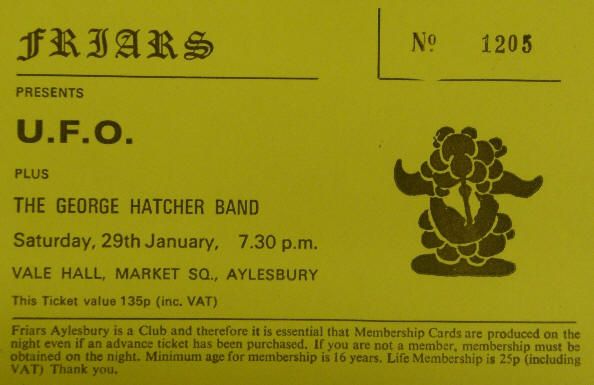 FRIARS
Nº 1205
PRESENTS
U.F.O.
PLUS
THE GEORGE HATCHER BAND
Saturday, 29th January, 7.30 p.m.
VALE HALL, MARKET SQ., AYLESBURY
This Ticket value 135p (inc. VAT)
Friars Aylesbury is a Club and therefore it is essential that Membership Cards are produced on the
night even if an advance ticket has been purchased. If you are not a member, membership must be
obtained on the night. Minimum age for membership is 16 years. Life Membership is 25p (including
VAT) Thank you.